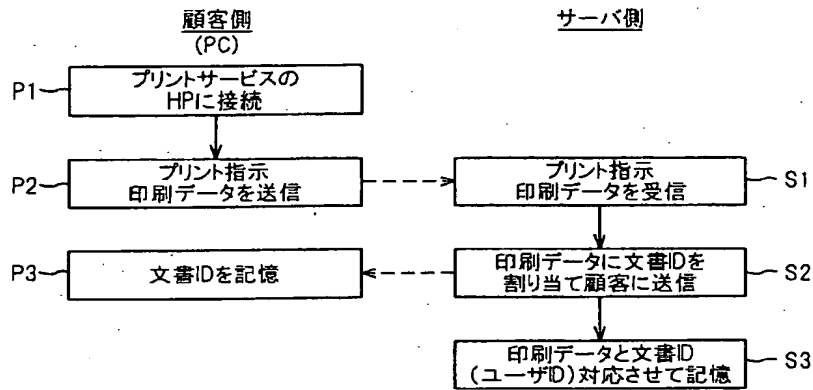 顧客側
(PC)
サーバ側
P1
プリントサービスの
HPに接続
P2
プリント指示
印刷データを送信
プリント指示
印刷データを受信
S1
P3
文書IDを記憶
印刷データに文書IDを
割り当て顧客に送信
S2
印刷データと文書ID
(ユーザID)対応させて記憶
S3